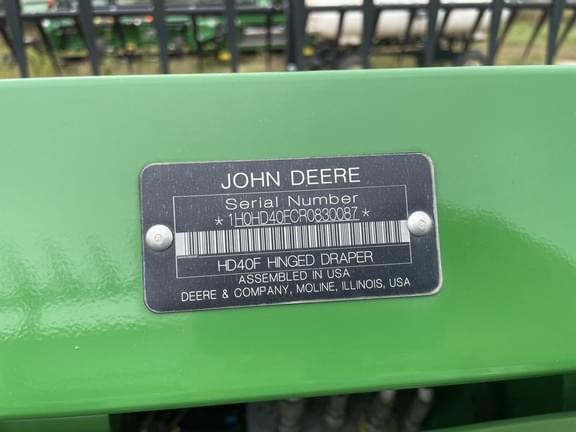 JOHN DEERE
Serial Number
*1H0HD40FCR0830087*
HD40F HINGED DRAPER
ASSEMBLED IN USA
DEERE & COMPANY, MOLINE, ILLINOIS, USA